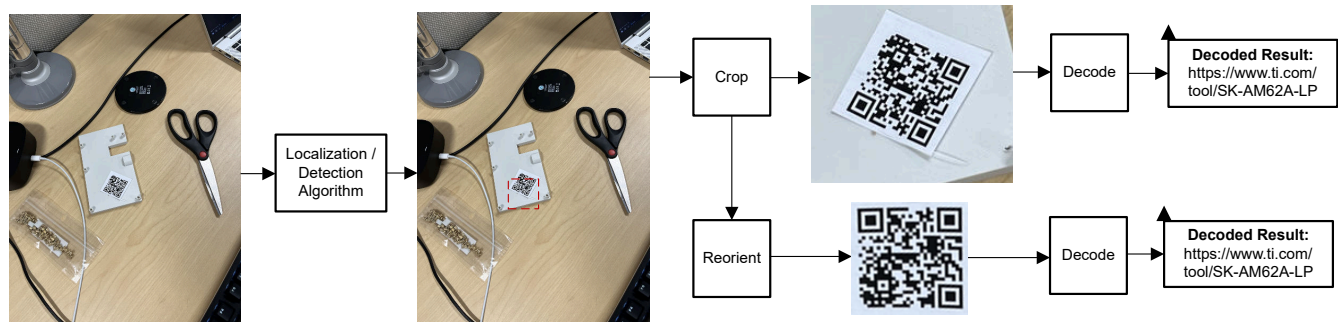 Localization /
Detection
Algorithm
Crop
Decode
Decoded Result:
https://www.ti.com/
tool/SK-AM62A-LP
Reorient
Decode
Decoded Result:
https://www.ti.com/
tool/SK-AM62A-LP